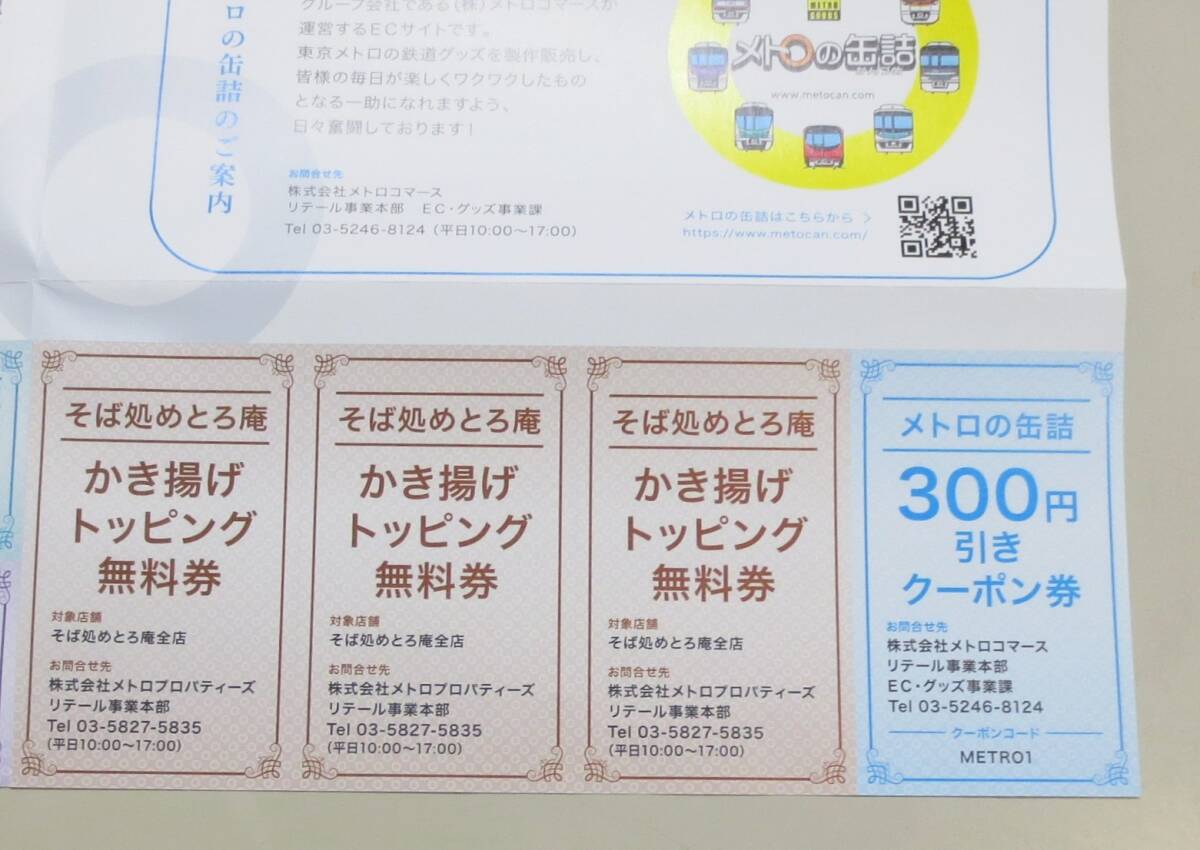 ロの缶詰のご案内
グループ会社である(株)メトロコマースが
運営するECサイトです。
東京メトロの鉄道グッズを製作販売し、
皆様の毎日が楽しくワクワクしたもの
となる一助になれますよう、
日々奮闘しております!
お問合せ先
株式会社メトロコマース
リテール事業本部 EC・グッズ事業課
Tel 03-5246-8124(平日10:00~17:00)
METRO
GOODS
メトロの缶詰
www.metocan.com
メトロの缶詰はこちらから >
https://www.metocan.com/
そば処めとろ庵
かき揚げ
トッピング
無料券
対象店舗
そば処めとろ庵全店
お問合せ先
株式会社メトロプロパティーズ
リテール事業本部
Tel 03-5827-5835
(平日10:00~17:00)
そば処めとろ庵
かき揚げ
トッピング
無料券
対象店舗
そば処めとろ庵全店
お問合せ先
株式会社メトロプロパティーズ
リテール事業本部
Tel 03-5827-5835
(平日10:00~17:00)
そば処めとろ庵
かき揚げ
トッピング
無料券
対象店舗
そば処めとろ庵全店
お問合せ先
株式会社メトロプロパティーズ
リテール事業本部
Tel 03-5827-5835
(平日10:00~17:00)
メトロの缶詰
300円
引き
クーポン券
お問合せ先
株式会社メトロコマース
リテール事業本部
EC・グッズ事業課
Tel 03-5246-8124
クーポンコード
METRO1